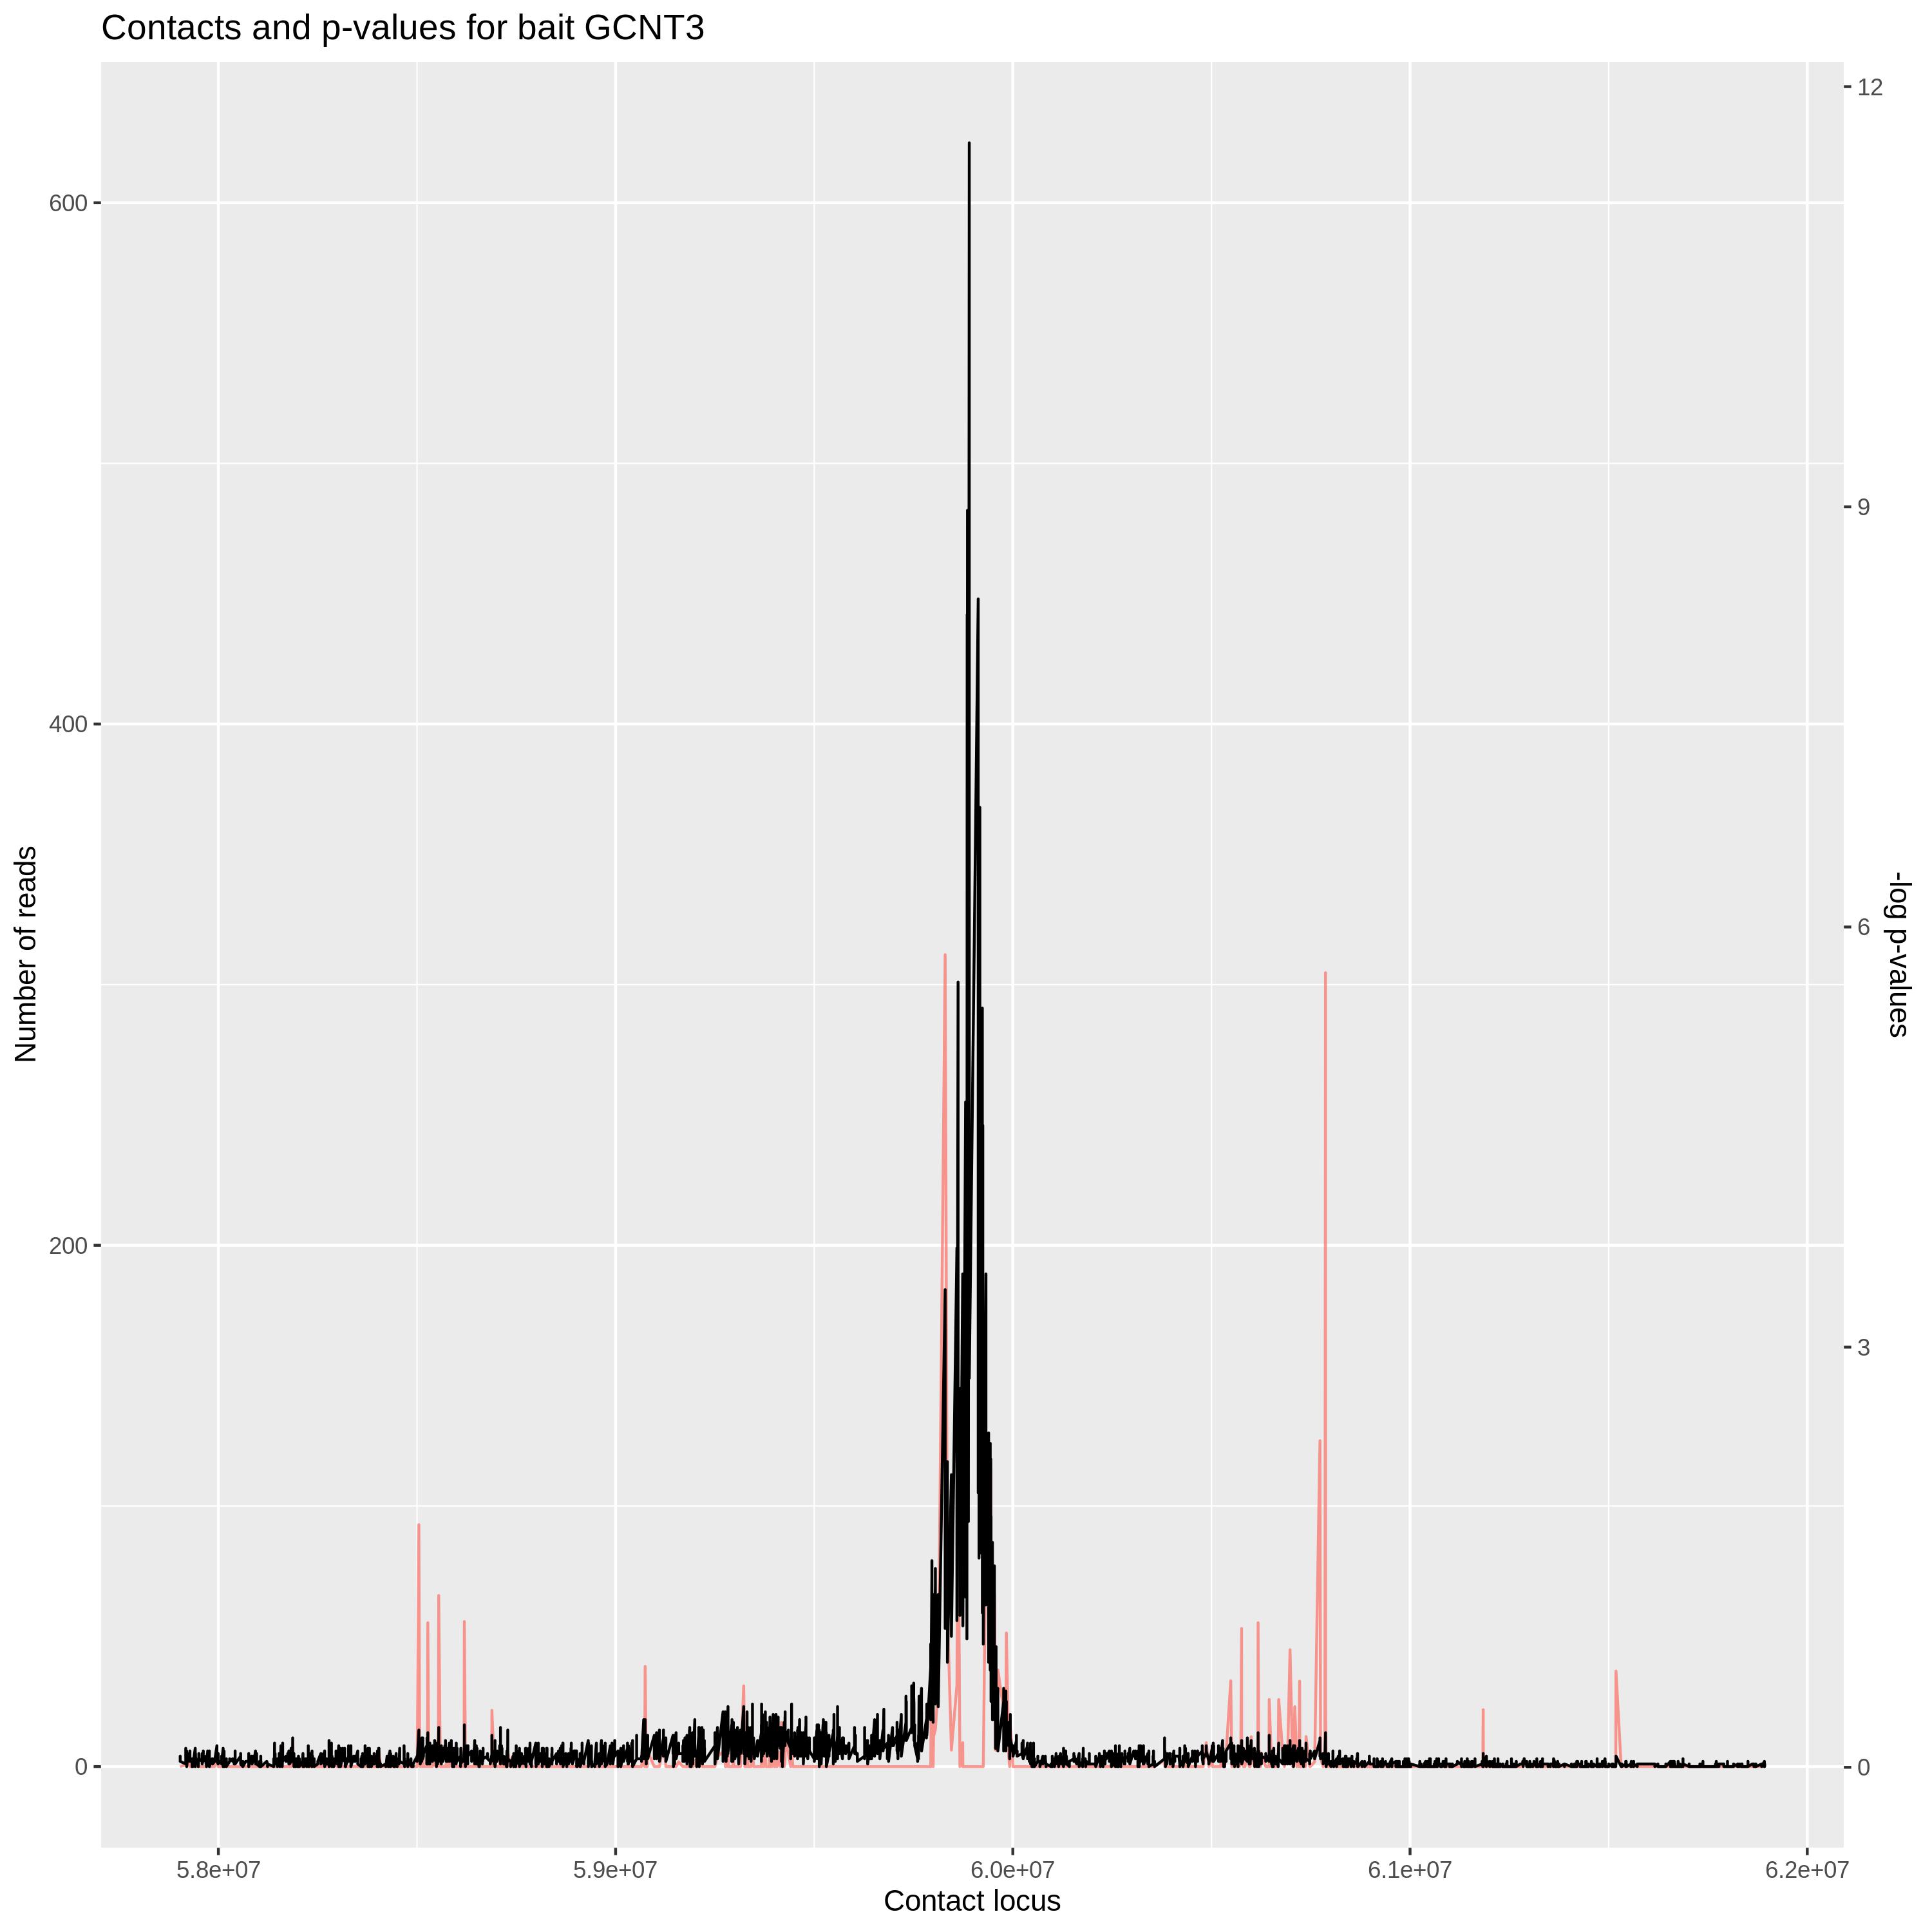 Contacts and p-values for bait GCNT3
12
600
9
400
6
Number of reads
-log p-values
200
3
0
0
5.8e+07
5.9e+07
6.0e+07
6.1e+07
6.2e+07
Contact locus